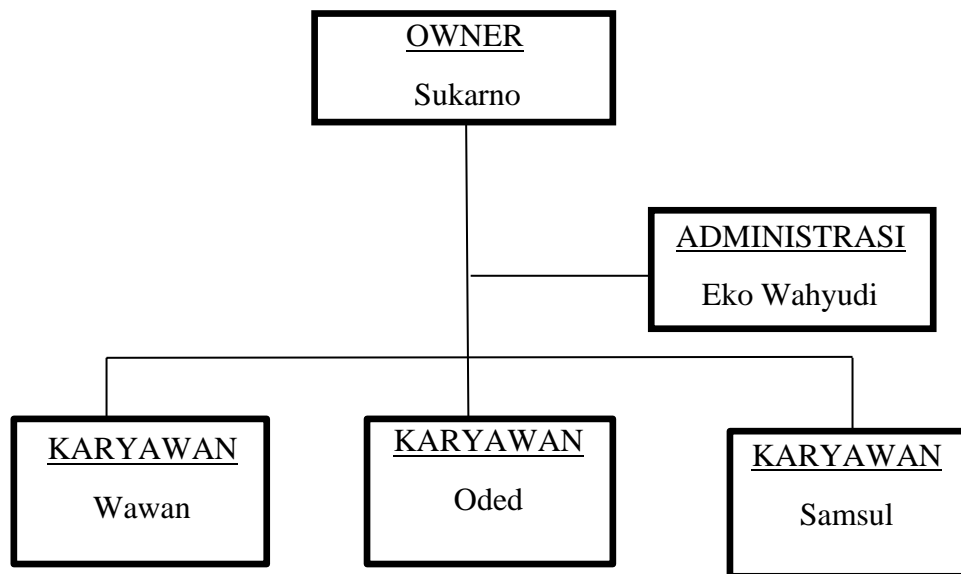 OWNER
Sukarno
ADMINISTRASI
Eko Wahyudi
KARYAWAN
Wawan
KARYAWAN
Oded
KARYAWAN
Samsul